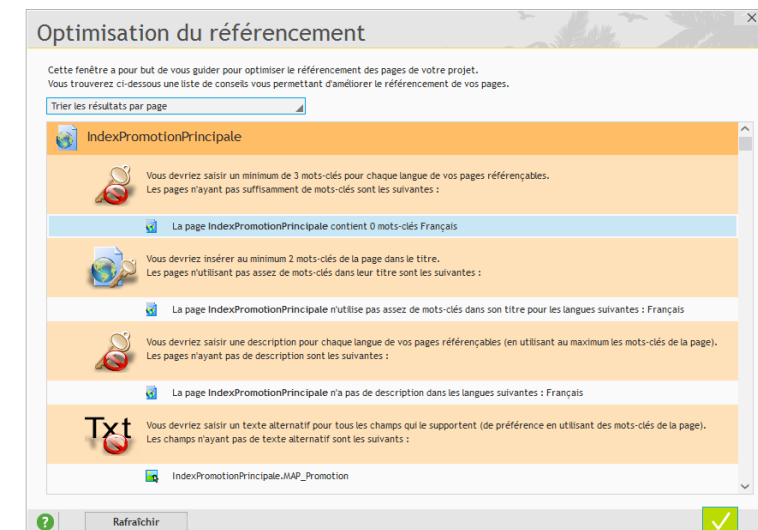 Optimisation du référencement
Cette fenêtre a pour but de vous guider pour optimiser le référencement des pages de votre projet.
Vous trouverez ci-dessous une liste de conseils vous permettant d'améliorer le référencement de vos pages.
Trier les résultats par page
IndexPromotionPrincipale
Vous devriez saisir un minimum de 3 mots-clés pour chaque langue de vos pages référençables.
Les pages n'ayant pas suffisamment de mots-clés sont les suivantes :
La page IndexPromotionPrincipale contient 0 mots-clés Français
Vous devriez insérer au minimum 2 mots-clés de la page dans le titre.
Les pages n'utilisant pas assez de mots-clés dans leur titre sont les suivantes :
La page IndexPromotionPrincipale n'utilise pas assez de mots-clés dans son titre pour les langues suivantes : Français
Vous devriez saisir une description pour chaque langue de vos pages référençables (en utilisant au maximum les mots-clés de la page).
Les pages n'ayant pas de description sont les suivantes :
La page IndexPromotionPrincipale n'a pas de description dans les langues suivantes : Français
Txt
Vous devriez saisir un texte alternatif pour tous les champs qui le supportent (de préférence en utilisant des mots-clés de la page).
Les champs n'ayant pas de texte alternatif sont les suivants :
IndexPromotionPrincipale.MAP_Promotion
?
Rafraîchir